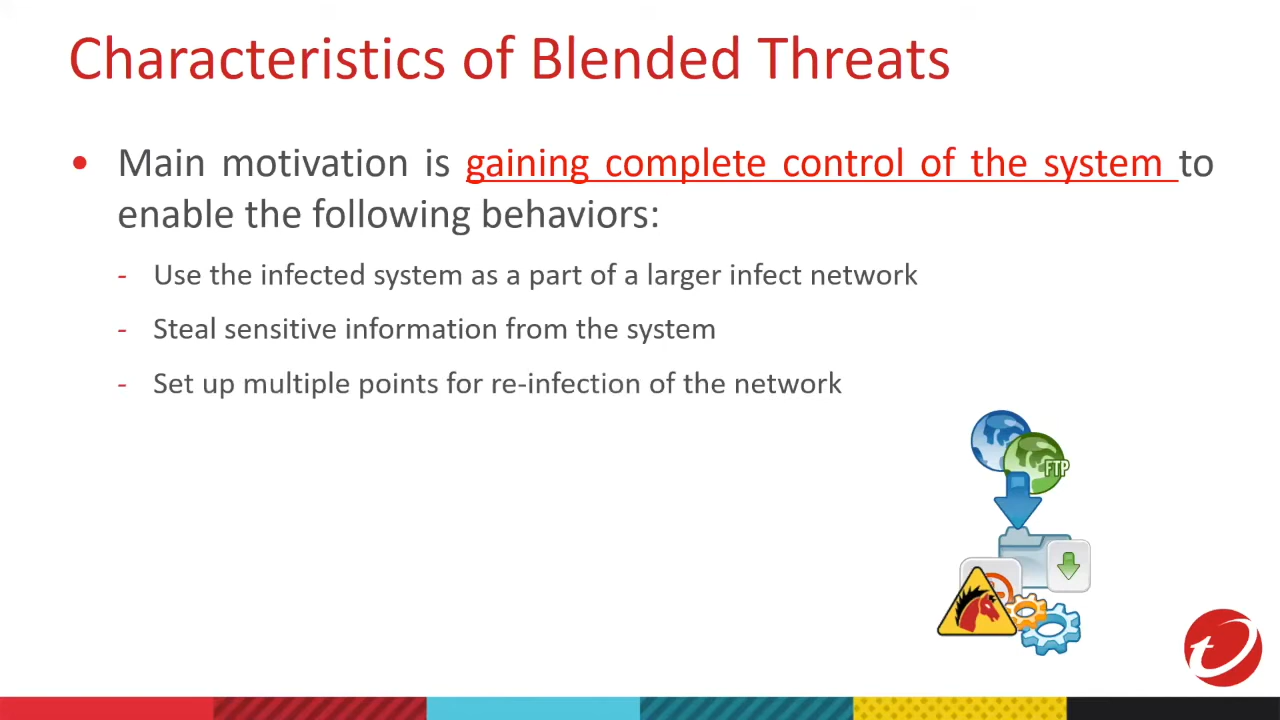 Characteristics of Blended Threats
• Main motivation is gaining complete control of the system to
enable the following behaviors:
- Use the infected system as a part of a larger infect network
- Steal sensitive information from the system
- Set up multiple points for re-infection of the network
FTP